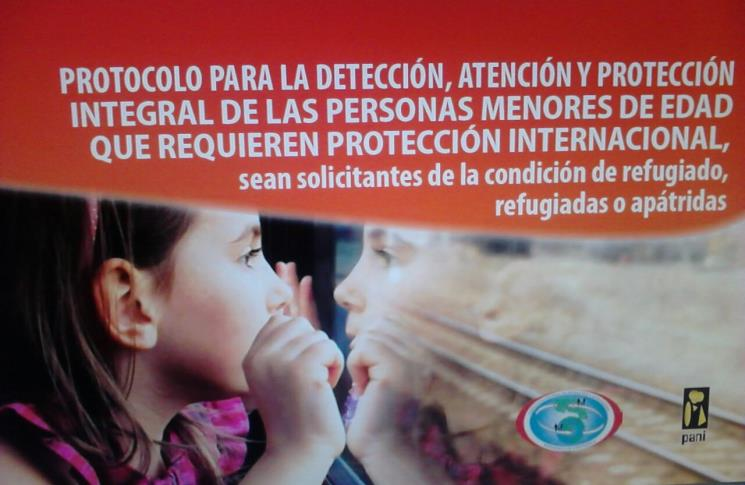 PROTOCOLO PARA LA DETECCIÓN, ATENCIÓN Y PROTECCIÓN
INTEGRAL DE LAS PERSONAS MENORES DE EDAD
QUE REQUIEREN PROTECCIÓN INTERNACIONAL,
sean solicitantes de la condición de refugiado,
refugiadas o apátridas
pani